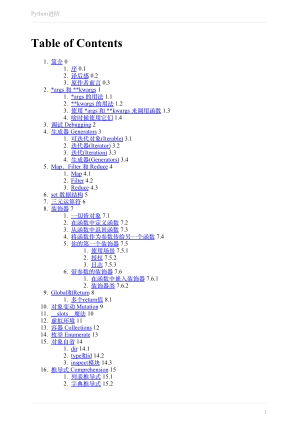 Python进阶
Table of Contents
1. 简介 0
1. 序 0.1
2. 译后感 0.2
3. 原作者前言 0.3
2. *args 和 **kwargs 1
1. *args 的用法 1.1
2. **kwargs 的用法 1.2
3. 使用 *args 和 **kwargs 来调用函数 1.3
4. 啥时候使用它们 1.4
3. 调试 Debugging 2
4. 生成器 Generators 3
1. 可迭代对象(Iterable) 3.1
2. 迭代器(Iterator) 3.2
3. 迭代(Iteration) 3.3
4. 生成器(Generators) 3.4
5. Map，Filter 和 Reduce 4
1. Map 4.1
2. Filter 4.2
3. Reduce 4.3
6. set 数据结构 5
7. 三元运算符 6
8. 装饰器 7
1. 一切皆对象 7.1
2. 在函数中定义函数 7.2
3. 从函数中返回函数 7.3
4. 将函数作为参数传给另一个函数 7.4
5. 你的第一个装饰器 7.5
1. 使用场景 7.5.1
2. 授权 7.5.2
3. 日志 7.5.3
6. 带参数的装饰器 7.6
1. 在函数中嵌入装饰器 7.6.1
2. 装饰器类 7.6.2
9. Global和Return 8
1. 多个return值 8.1
10. 对象变动 Mutation 9
11. __slots__魔法 10
12. 虚拟环境 11
13. 容器 Collections 12
14. 枚举 Enumerate 13
15. 对象自省 14
1. dir 14.1
2. type和id 14.2
3. inspect模块 14.3
16. 推导式 Comprehension 15
1. 列表推导式 15.1
2. 字典推导式 15.2
1